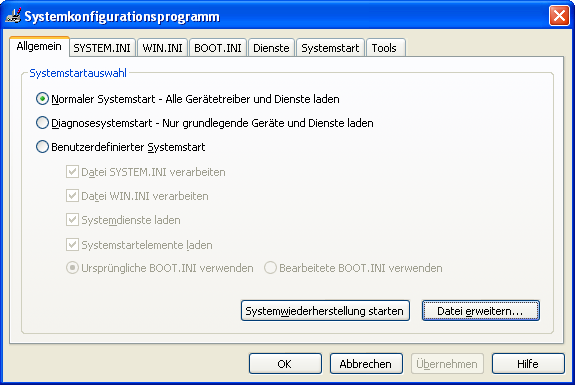 Systemkonfigurationsprogramm
Allgemein SYSTEM.INI WIN.INI BOOT.INI Dienste Systemstart Tools
Systemstartauswahl
Normaler Systemstart - Alle Gerätetreiber und Dienste laden
Diagnosesystemstart - Nur grundlegende Geräte und Dienste laden
Benutzerdefinierter Systemstart
Datei SYSTEM.INI verarbeiten
Datei WIN.INI verarbeiten
Systemdienste laden
Systemstartelemente laden
Ursprüngliche BOOT.INI verwenden Bearbeitete BOOT.INI verwenden
Systemwiederherstellung starten Datei erweitern...
OK Abbrechen Übernehmen Hilfe